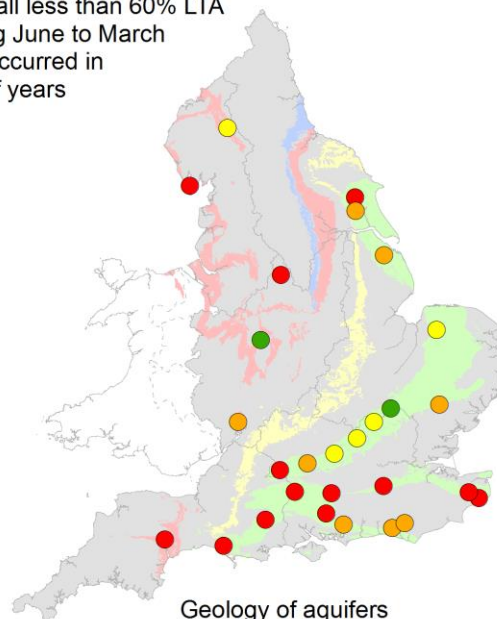 all less than 60% LTA
g June to March
ccurred in
f years
Geology of aquifers